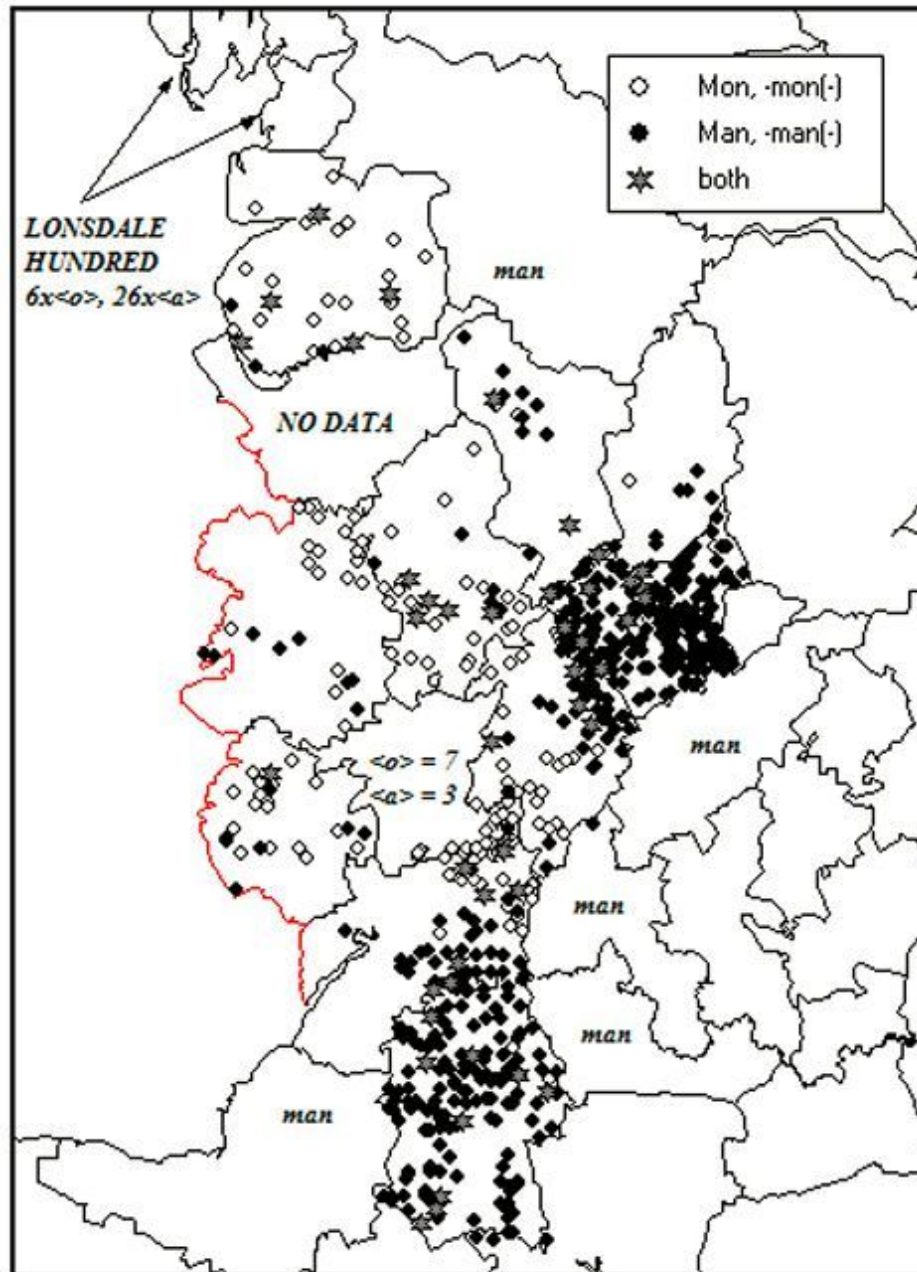 Mon, -mon(-)
Man, -man(-)
both
LONSDALE
HUNDRED
6x<o>, 26x<a>
man
NO DATA
<o> = 7
<a> = 3
man
man
man
man